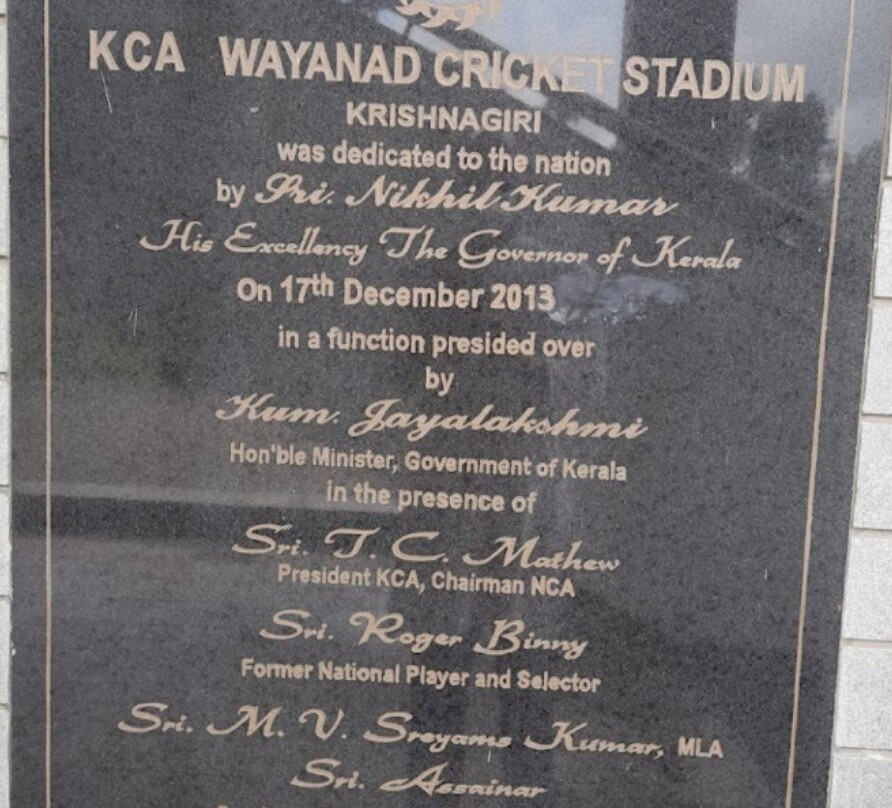 KCA WAYANAD CRICKET STADIUM
KRISHNAGIRI
was dedicated to the nation
by Sri. Nikhil Kumar
His Excellency The Governor of Kerala
On 17th December 2013
in a function presided over
by
Kum. Jayalakshmi
Hon'ble Minister, Government of Kerala
in the presence of
Sri. T. C. Mathew
President KCA, Chairman NCA
Sri. Roger Binny
Former National Player and Selector
Sri. M. V. Sreyams Kumar, MLA
Sri. Assainar